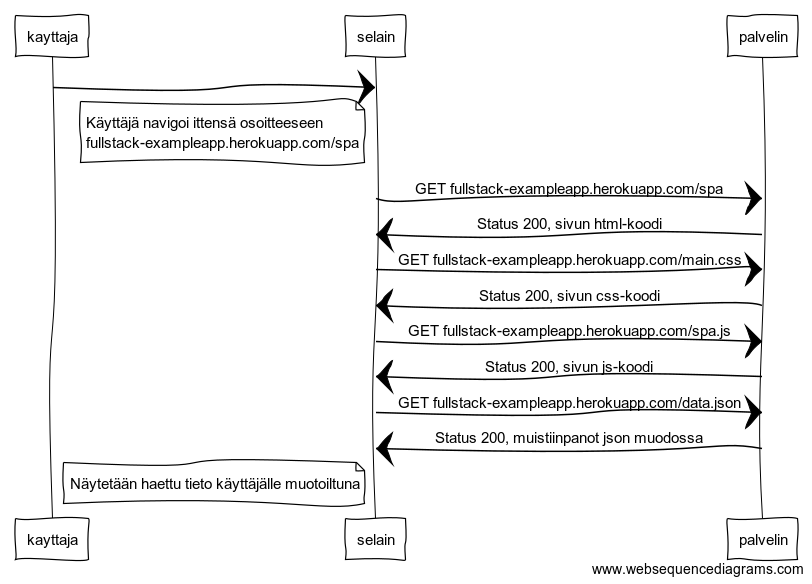 kayttaja
selain
palvelin
Käyttäjä navigoi ittensä osoitteeseen
fullstack-exampleapp.herokuapp.com/spa
GET fullstack-exampleapp.herokuapp.com/spa
Status 200, sivun html-koodi
GET fullstack-exampleapp.herokuapp.com/main.css
Status 200, sivun css-koodi
GET fullstack-exampleapp.herokuapp.com/spa.js
Status 200, sivun js-koodi
GET fullstack-exampleapp.herokuapp.com/data.json
Status 200, muistiinpanot json muodossa
Näytetään haettu tieto käyttäjälle muotoiltuna
kayttaja
selain
palvelin
www.websequencediagrams.com